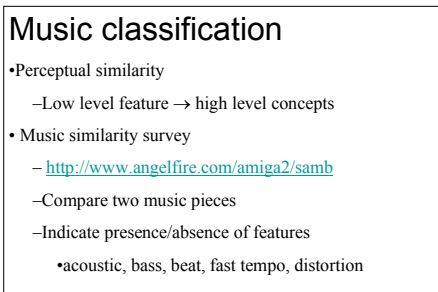 Music classification
•Perceptual similarity
–Low level feature → high level concepts
• Music similarity survey
– http://www.angelfire.com/amiga2/samb
–Compare two music pieces
–Indicate presence/absence of features
•acoustic, bass, beat, fast tempo, distortion